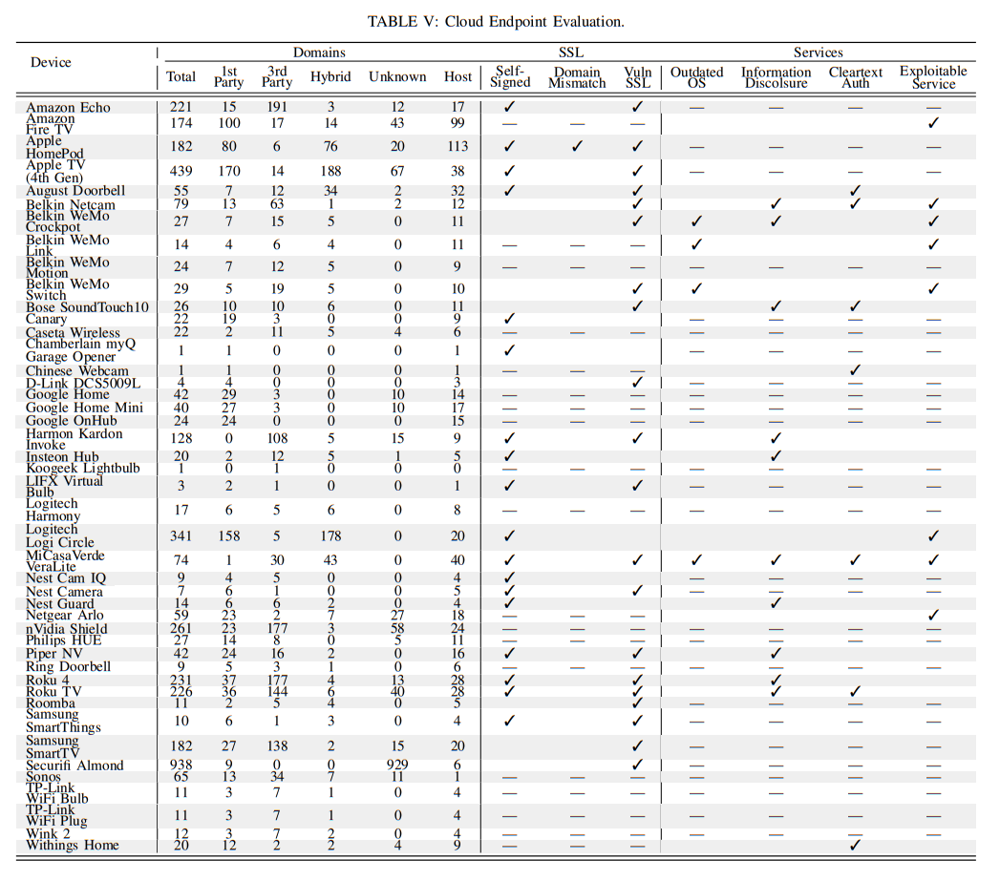 TABLE V: Cloud Endpoint Evaluation.
Device Domains SSL Services
Total 1st Party 3rd Party Hybrid Unknown Host Self-Signed Domain Mismatch Vuln SSL Outdated OS Information Discolsure Cleartext Auth Exploitable Service
Amazon Echo 221 15 191 3 12 17 ✓ ✓ — — — —
Amazon Fire TV 174 100 17 14 43 99 — — — ✓
Apple HomePod 182 80 6 76 20 113 ✓ ✓ ✓ — — — —
Apple TV (4th Gen) 439 170 14 188 67 38 ✓ ✓ — — — —
August Doorbell 55 7 12 34 2 32 ✓ ✓ ✓
Belkin Netcam 79 13 63 1 2 12 ✓ ✓ ✓ ✓
Belkin WeMo Crockpot 27 7 15 5 0 11 ✓ ✓ ✓ ✓
Belkin WeMo Link 14 4 6 4 0 11 — — — ✓ ✓
Belkin WeMo Motion 24 7 12 5 0 9 — — — — — — —
Belkin WeMo Switch 29 5 19 5 0 10 ✓ ✓ ✓
Bose SoundTouch10 26 10 10 6 0 11 ✓ ✓ ✓
Canary 22 19 3 0 0 9 ✓ — — — —
Caseta Wireless 22 2 11 5 4 6 — — — — — — —
Chamberlain myQ Garage Opener 1 1 0 0 0 1 ✓ — — — —
Chinese Webcam 1 1 0 0 0 1 — — — ✓
D-Link DCS5009L 4 4 0 0 0 3 ✓ — — — —
Google Home 42 29 3 0 10 14 — — — — — — —
Google Home Mini 40 27 3 0 10 17 — — — — — — —
Google OnHub 24 24 0 0 0 15 — — — — — — —
Harmon Kardon Invoke 128 0 108 5 15 9 ✓ ✓ ✓
Insteon Hub 20 2 12 5 1 5 ✓ ✓
Koogeek Lightbulb 1 0 1 0 0 0 — — — — — — —
LIFX Virtual Bulb 3 2 1 0 0 1 ✓ ✓ — — — —
Logitech Harmony 17 6 5 6 0 8 — — — — — — —
Logitech Logi Circle 341 158 5 178 0 20 ✓ ✓
MiCasaVerde VeraLite 74 1 30 43 0 40 ✓ ✓ ✓ ✓ ✓ ✓
Nest Cam IQ 9 4 5 0 0 4 ✓ — — — —
Nest Camera 7 6 1 0 0 5 ✓ ✓ — — — —
Nest Guard 14 6 6 2 0 4 ✓ ✓
Netgear Arlo 59 23 2 7 27 18 — — — ✓
nVidia Shield 261 23 177 3 58 24 — — — — — — —
Philips HUE 27 14 8 0 5 11 — — — — — — —
Piper NV 42 24 16 2 0 16 ✓ ✓ ✓
Ring Doorbell 9 5 3 1 0 6 — — — — — — —
Roku 4 231 37 177 4 13 28 ✓ ✓ ✓
Roku TV 226 36 144 6 40 28 ✓ ✓ ✓ ✓
Roomba 11 2 5 4 0 5 ✓ — — — —
Samsung SmartThings 10 6 1 3 0 4 ✓ ✓ — — — —
Samsung SmartTV 182 27 138 2 15 20 ✓ — — — —
Securifi Almond 938 9 0 0 929 6 ✓ — — — —
Sonos 65 13 34 7 11 1 — — — — — — —
TP-Link WiFi Bulb 11 3 7 1 0 4 — — — — — — —
TP-Link WiFi Plug 11 3 7 1 0 4 — — — — — — —
Wink 2 12 3 7 2 0 4 — — — — — — —
Withings Home 20 12 2 2 4 9 — — — ✓